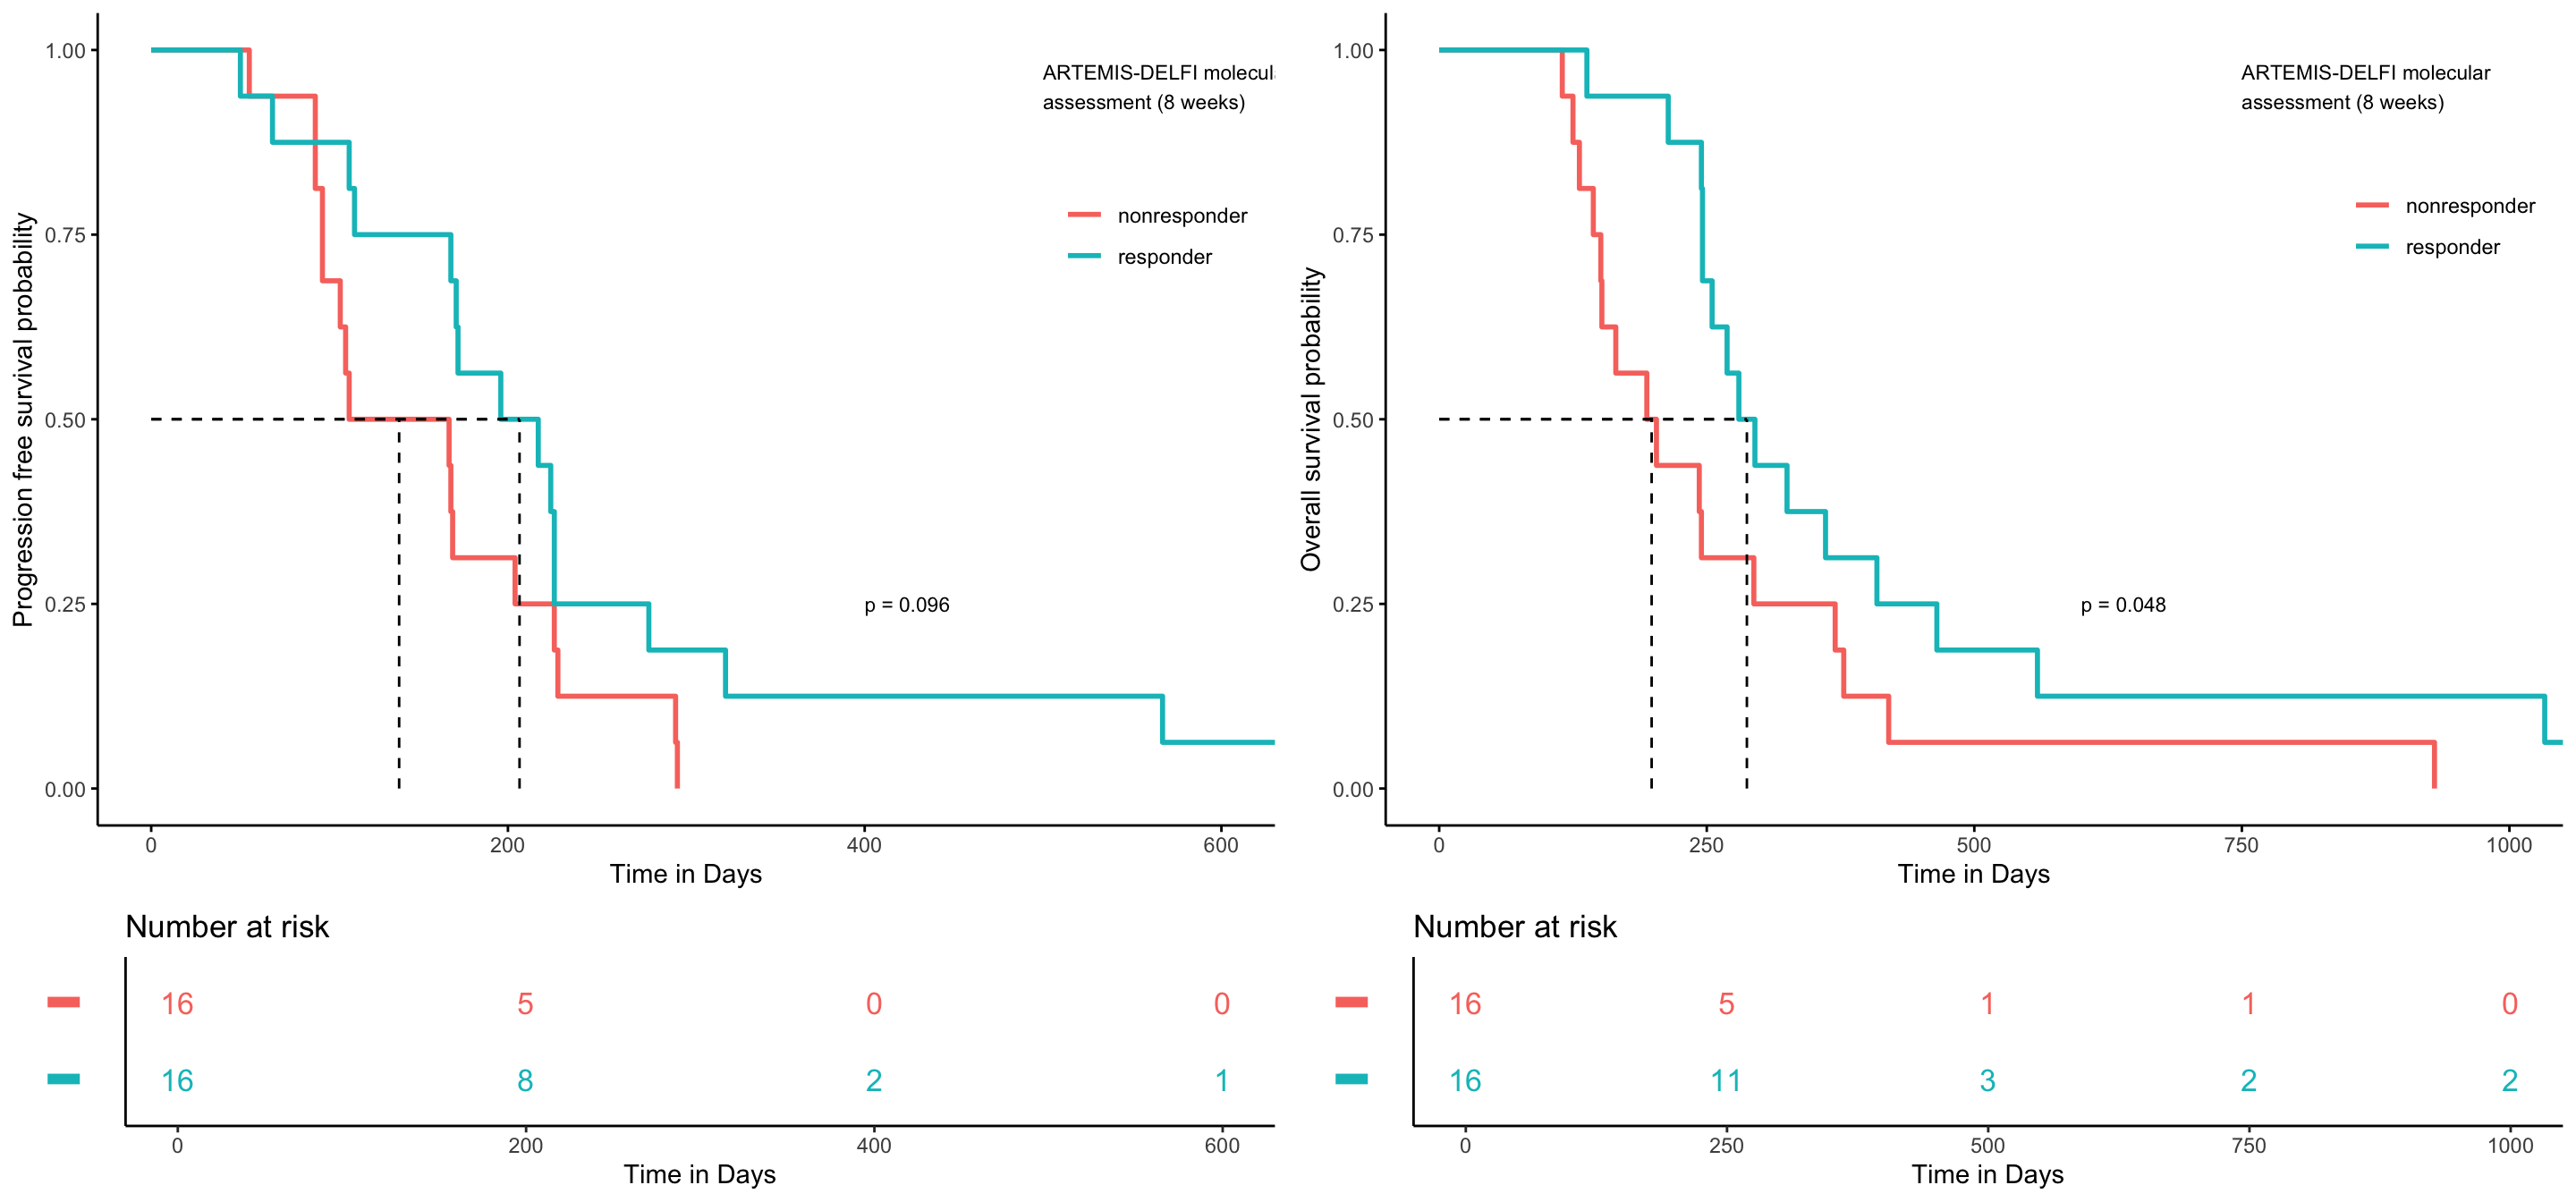 ARTEMIS-DELFI molecul
assessment (8 weeks)
nonresponder
responder
Progression free survival probability
1.00
0.75
0.50
0.25
0.00
p = 0.096
0 200 400 600
Time in Days
Number at risk
16 5 0 0
16 8 2 1
0 200 400 600
Time in Days
ARTEMIS-DELFI molecular
assessment (8 weeks)
nonresponder
responder
Overall survival probability
1.00
0.75
0.50
0.25
0.00
p = 0.048
0 250 500 750 1000
Time in Days
Number at risk
16 5 1 1 0
16 11 3 2 2
0 250 500 750 1000
Time in Days